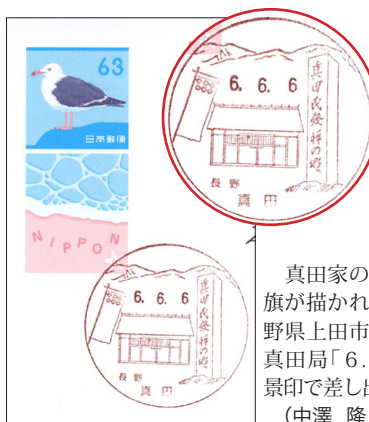 63
日本郵便
NIPPON
6. 6. 6
真田氏發祥の郷
長野
真田
6. 6. 6
真田氏發祥の郷
長野
真田
真田家の
旗が描かれ
野県上田市
真田局「6.
景印で差し出
(中澤 隆